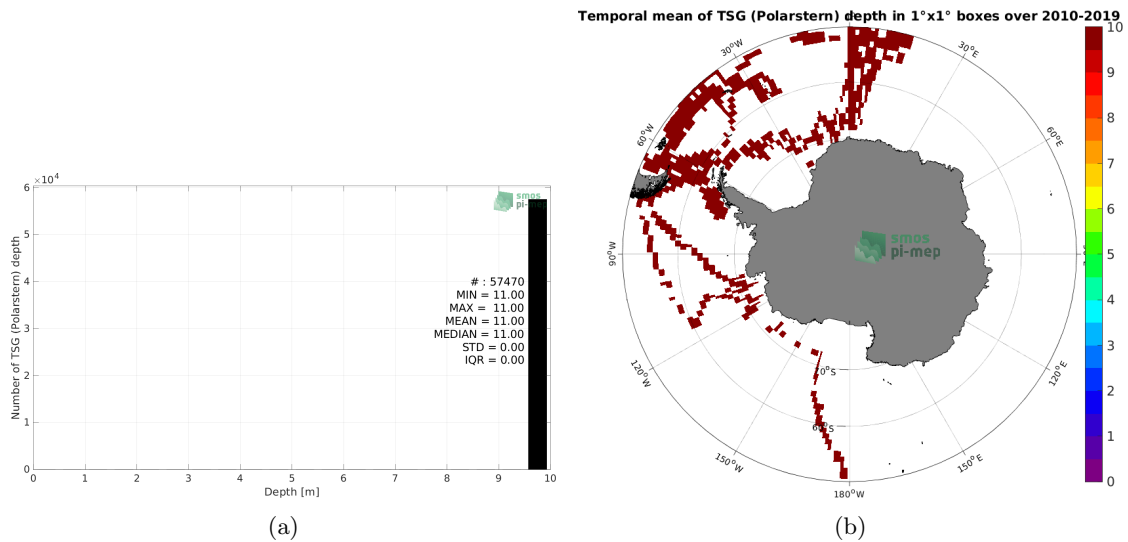 Temporal mean of TSG (Polarstern) depth in 1°x1° boxes over 2010-2019
×10⁴
6
5
4
3
2
1
0
Number of TSG (Polarstern) depth
smos
pi-mep
# : 57470
MIN = 11.00
MAX = 11.00
MEAN = 11.00
MEDIAN = 11.00
STD = 0.00
IQR = 0.00
0 1 2 3 4 5 6 7 8 9 10
Depth [m]
(a)
30°W
30°E
60°W
60°E
90°W
120°W
120°E
150°W
150°E
180°W
70°S
60°S
smos
pi-mep
10
9
8
7
6
5
4
3
2
1
0
(b)